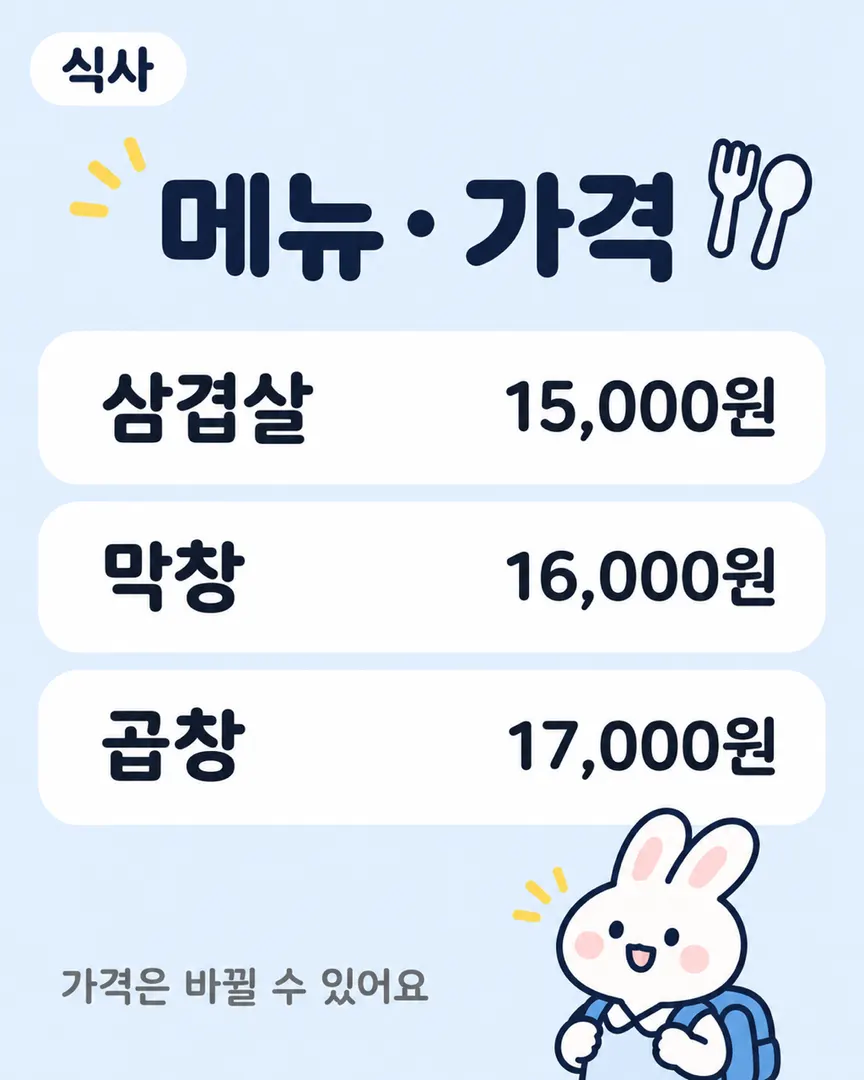 식사
메뉴·가격
삼겹살 15,000원
막창 16,000원
곱창 17,000원
가격은 바뀔 수 있어요